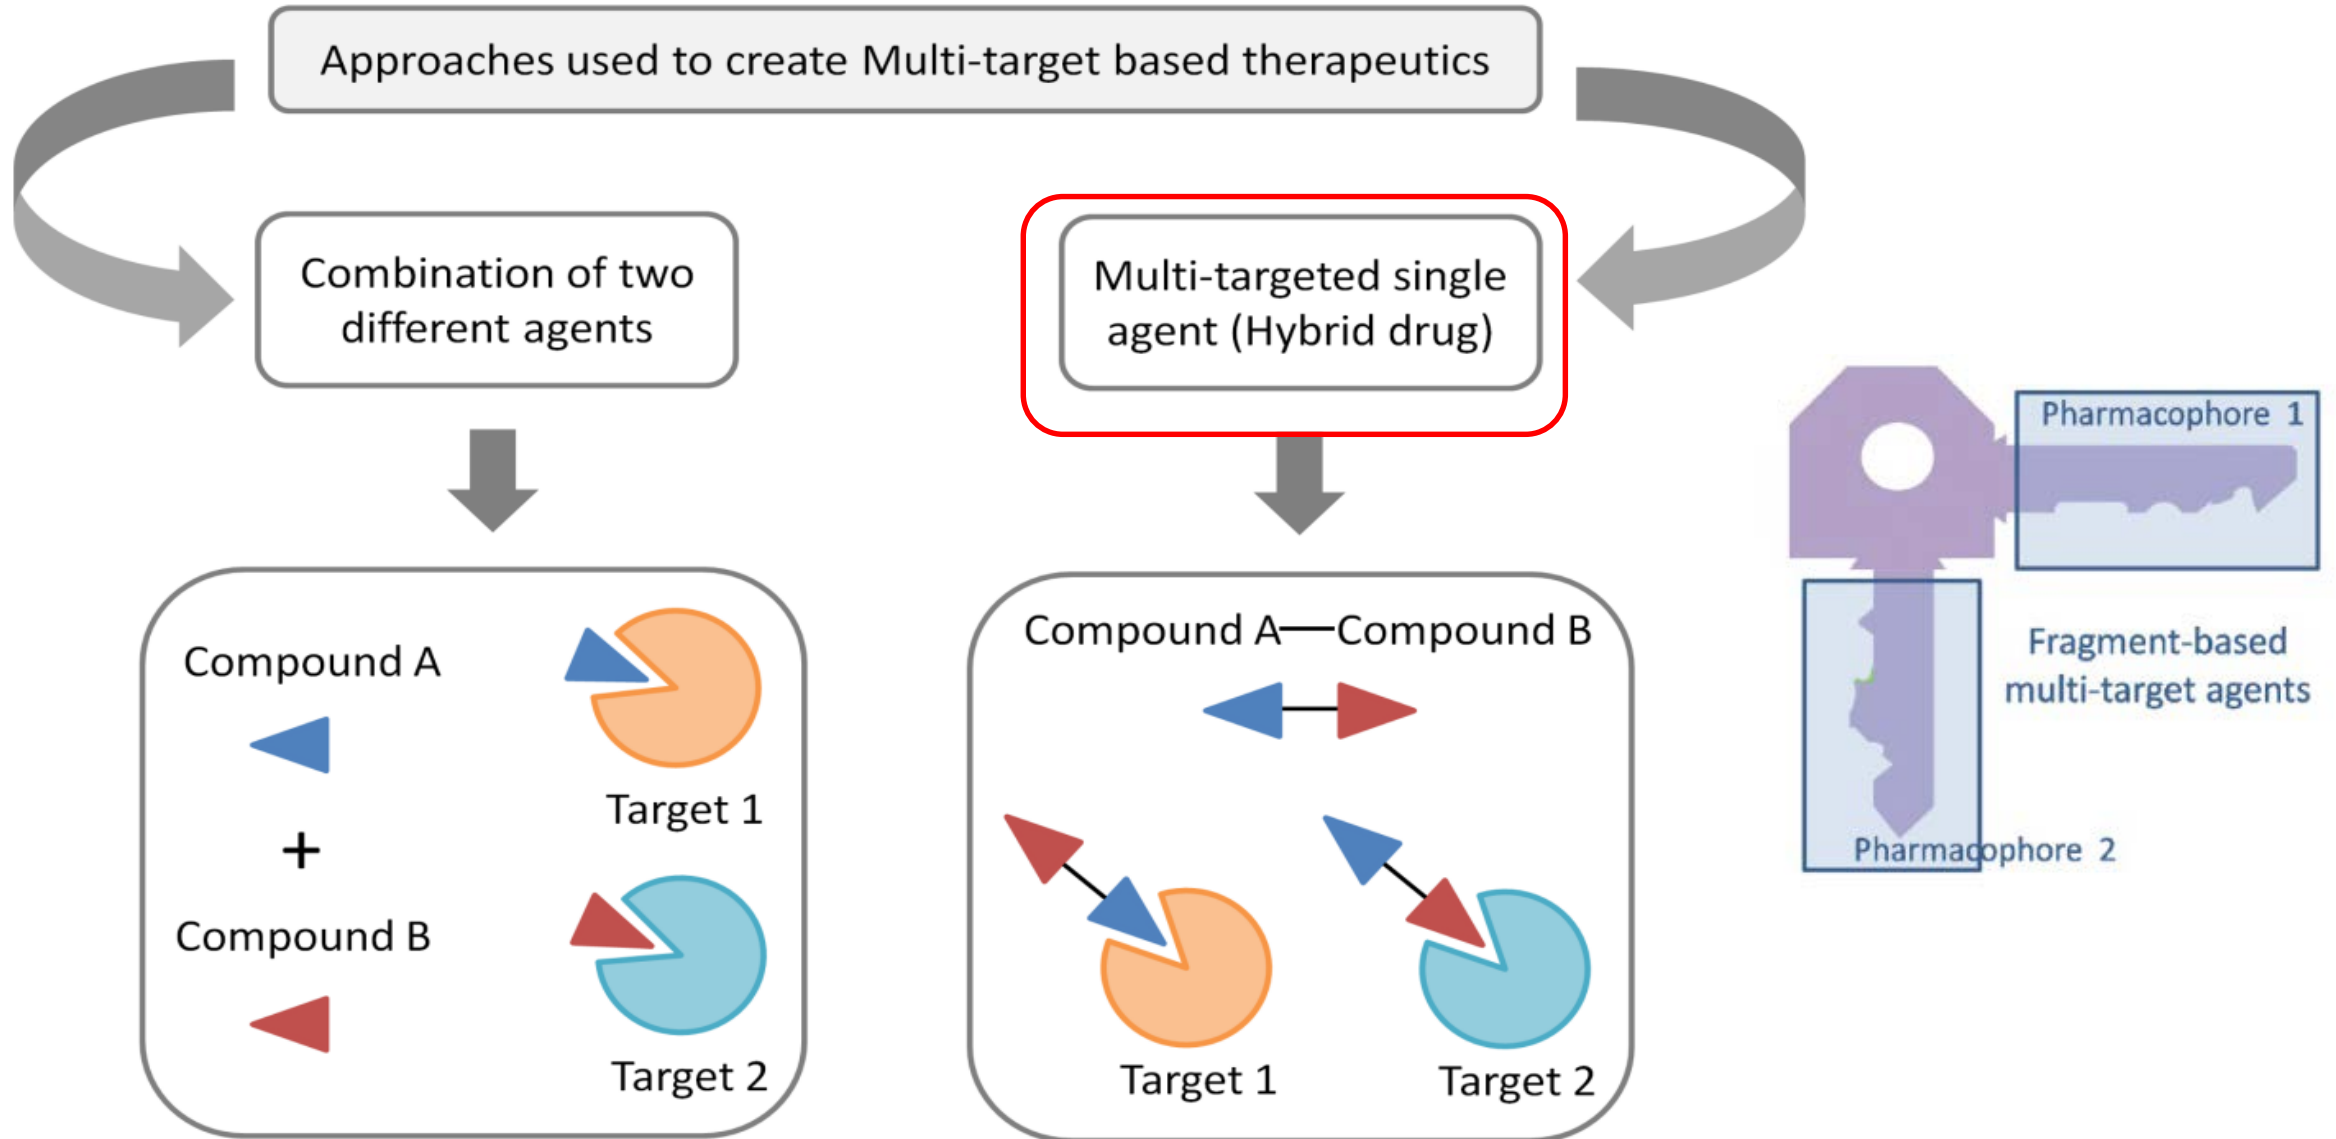 Approaches used to create Multi-target based therapeutics
Combination of two
different agents
Multi-targeted single
agent (Hybrid drug)
Compound A
+
Compound B
Target 1
Target 2
Compound A—Compound B
Target 1
Target 2
Pharmacophore 1
Fragment-based
multi-target agents
Pharmacophore 2